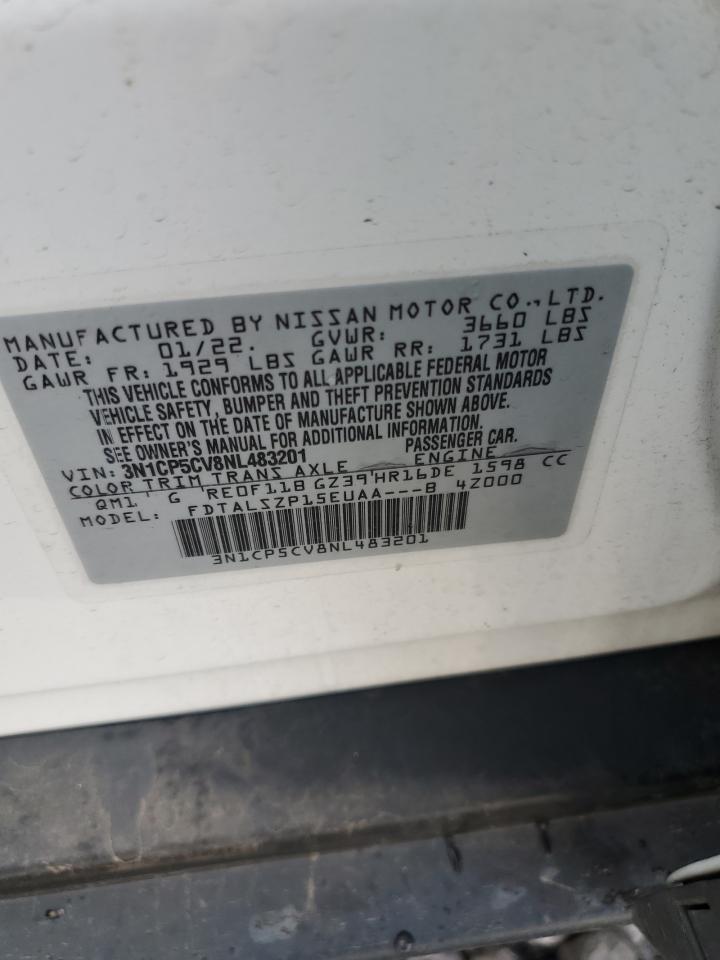 MANUFACTURED BY NISSAN MOTOR CO., LTD.
DATE: 01/22. GVWR: 3660 LBS
GAWR FR: 1929 LBS GAWR RR: 1731 LBS
THIS VEHICLE CONFORMS TO ALL APPLICABLE FEDERAL MOTOR
VEHICLE SAFETY, BUMPER AND THEFT PREVENTION STANDARDS
IN EFFECT ON THE DATE OF MANUFACTURE SHOWN ABOVE.
SEE OWNER'S MANUAL FOR ADDITIONAL INFORMATION.
VIN: 3N1CP5CV8NL483201 PASSENGER CAR.
COLOR TRIM TRANS AXLE ENGINE
QM1 G RE0F11B GZ39 HR16DE 1598 CC
MODEL: FDTALSZP15EUAA---B 4Z000
3N1CP5CV8NL483201